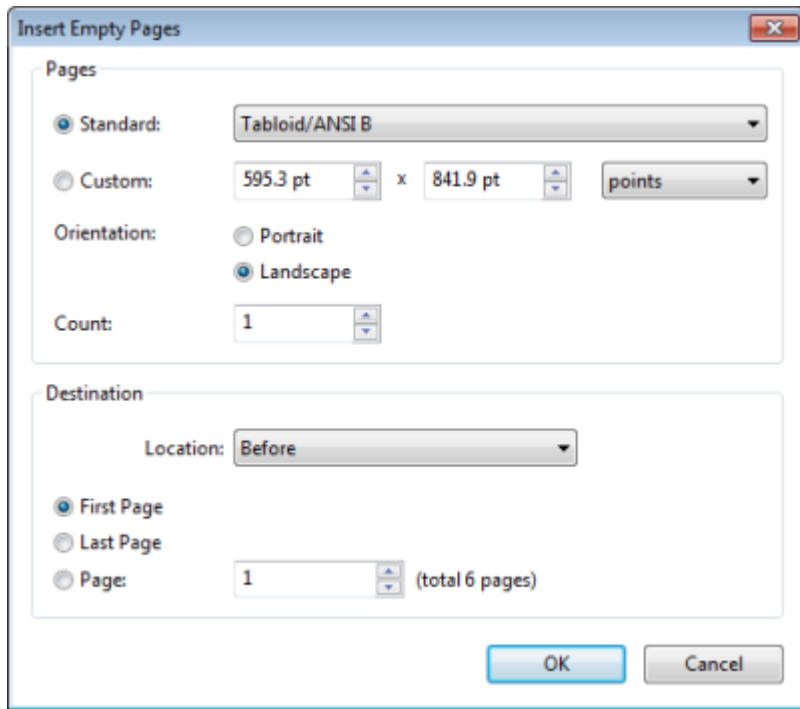 Insert Empty Pages
Pages
Standard: Tabloid/ANSI B
Custom: 595.3 pt x 841.9 pt points
Orientation: Portrait
Landscape
Count: 1
Destination
Location: Before
First Page
Last Page
Page: 1 (total 6 pages)
OK Cancel